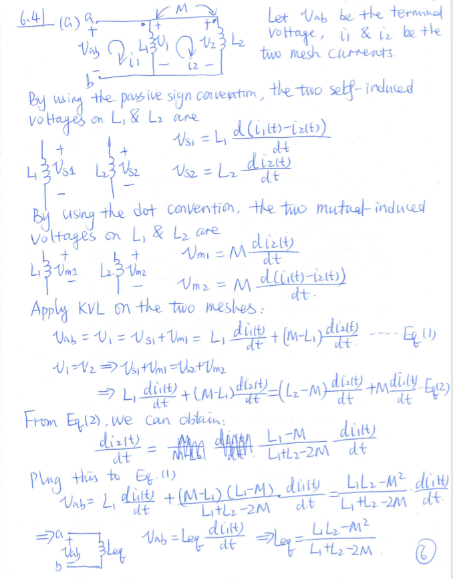 6.41 (a) a. M Let Vab be the terminal
+ + + voltage, i1 & i2 be the
Vab i1 L1 V1 V2 L2 two mesh currents.
- - i2 -
b
By using the passive sign convention, the two self-induced
voltages on L1 & L2 are
VS1 = L1 d(i1(t)-i2(t))/dt
L1 + VS1 - L2 + VS2 - VS2 = L2 di2(t)/dt
By using the dot convention, the two mutual-induced
voltages on L1 & L2 are
L1 + Vm1 - L2 + Vm2 - Vm1 = M di2(t)/dt
Vm2 = M d(i1(t)-i2(t))/dt.
Apply KVL on the two meshes:
Vab = V1 = VS1+Vm1 = L1 di1(t)/dt + (M-L1) di2(t)/dt ····· Eq(1)
V1=V2 ⇒ VS1+Vm1=VS2+Vm2
⇒ L1 di1(t)/dt + (M-L1) di2(t)/dt = (L2-M) di2(t)/dt + M di1(t)/dt ·Eq(2)
From Eq(2), we can obtain:
di2(t)/dt = L1-M/L1+L2-2M di1(t)/dt
Plug this to Eq.(1)
Vab = L1 di1(t)/dt + (M-L1)(L1-M)/L1+L2-2M · di1(t)/dt = L1L2-M²/L1+L2-2M di1(t)/dt.
⇒ a + Vab - b Leq Vab = Leq di1(t)/dt ⇒ Leq = L1L2-M²/L1+L2-2M.
6